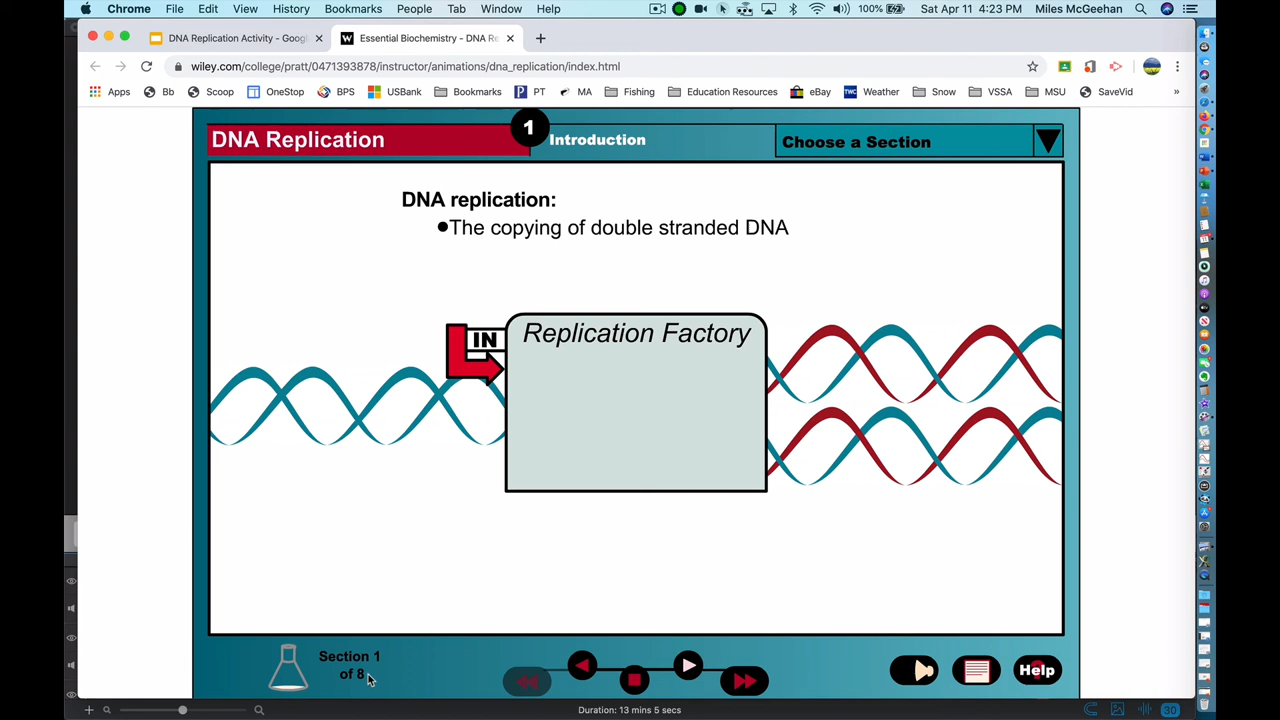 Chrome File Edit View History Bookmarks People Tab Window Help 100% Sat Apr 11 4:23 PM Miles McGeehan
DNA Replication Activity - Goog
Essential Biochemistry - DNA Re
wiley.com/college/pratt/0471393878/instructor/animations/dna_replication/index.html
Apps Bb Scoop OneStop BPS USBank Bookmarks PT MA Fishing Education Resources eBay Weather Snow VSSA MSU SaveVid »
DNA Replication
1
Introduction
Choose a Section
DNA replication:
●The copying of double stranded DNA
IN
Replication Factory
Section 1
of 8
Help
Duration: 13 mins 5 secs
30